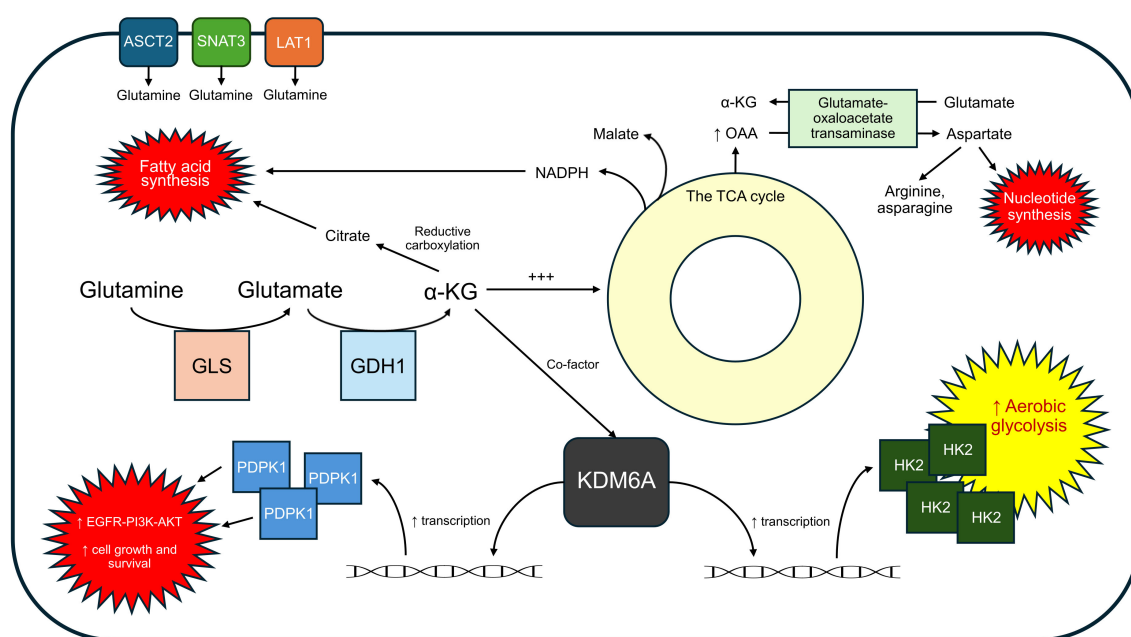 ASCT2
SNAT3
LAT1
Glutamine
Glutamine
Glutamine
α-KG
Glutamate-
oxaloacetate
transaminase
Glutamate
↑ OAA
Aspartate
Malate
Fatty acid
synthesis
NADPH
The TCA cycle
Arginine,
asparagine
Nucleotide
synthesis
Citrate
Reductive
carboxylation
Glutamine
Glutamate
α-KG
+++
GLS
GDH1
Co-factor
↑ Aerobic
glycolysis
HK2
HK2
HK2
HK2
KDM6A
PDPK1
PDPK1
PDPK1
↑ EGFR-PI3K-AKT
↑ cell growth and
survival
↑ transcription
↑ transcription